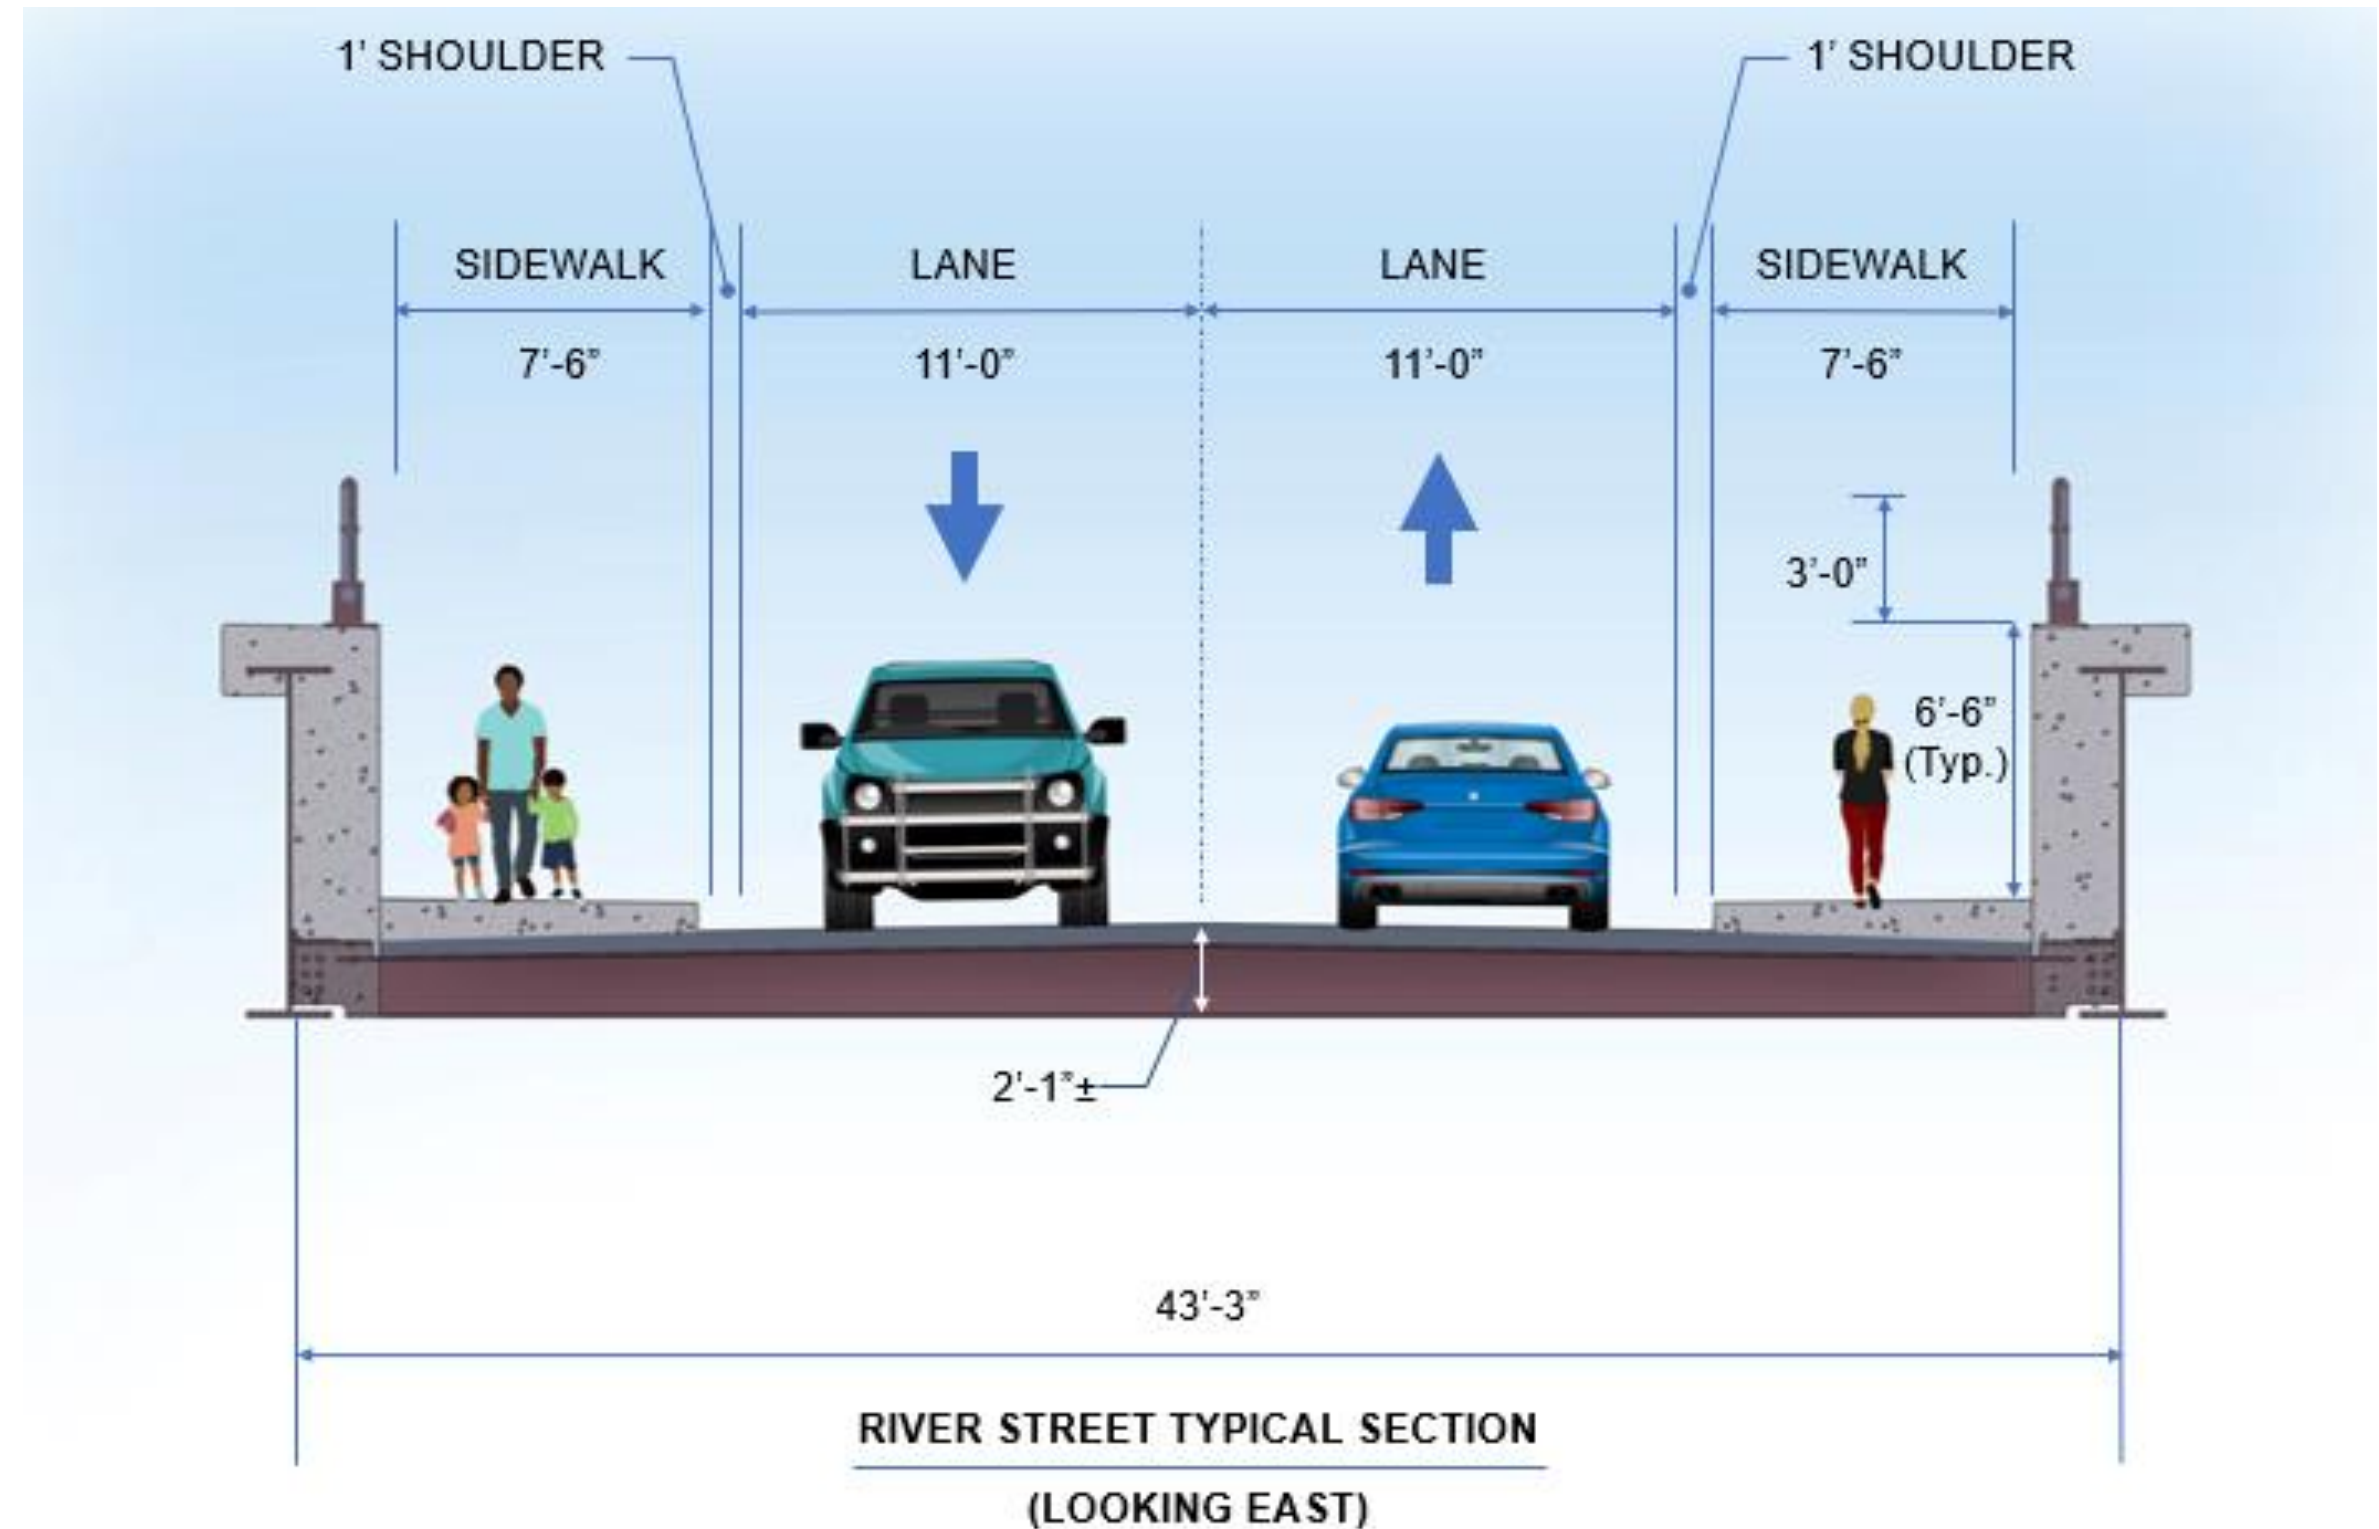 1’ SHOULDER
1’ SHOULDER
SIDEWALK
LANE
LANE
SIDEWALK
7’-6”
11’-0”
11’-0”
7’-6”
3’-0”
6’-6”
(Typ.)
2’-1”±
43’-3”
RIVER STREET TYPICAL SECTION
(LOOKING EAST)